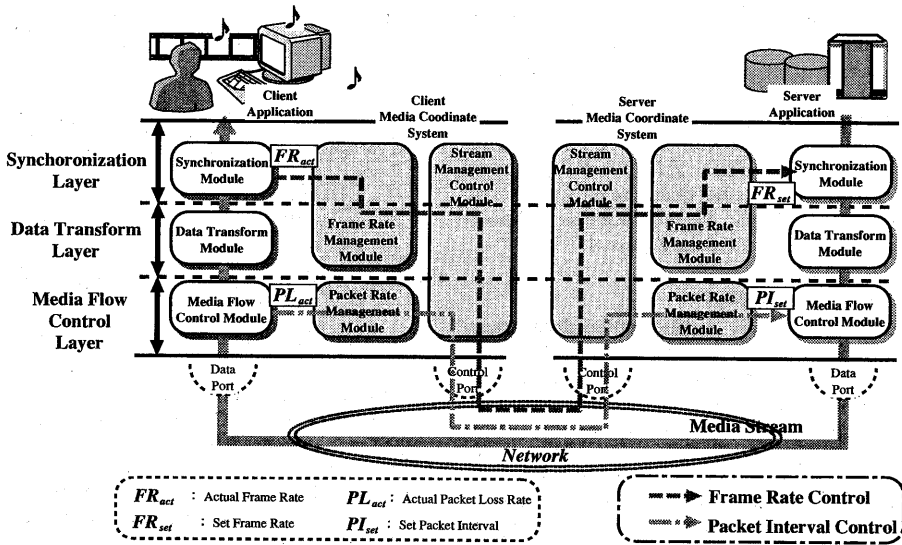 Client
Application
Client
Media Coodinate
System
Server
Media Coordinate
System
Server
Application
Synchoronization
Layer
Synchronization
Module
FRact
Stream
Management
Control
Module
Stream
Management
Control
Module
FRset
Synchronization
Module
Data Transform
Layer
Data Transform
Module
Frame Rate
Management
Module
Frame Rate
Management
Module
Data Transform
Module
Media Flow
Control
Layer
Media Flow
Control Module
PLact
Packet Rate
Management
Module
Packet Rate
Management
Module
PIset
Media Flow
Control Module
Data
Port
Control
Port
Control
Port
Data
Port
Media Stream
Network
FRact : Actual Frame Rate
PLact : Actual Packet Loss Rate
FRset : Set Frame Rate
PIset : Set Packet Interval
Frame Rate Control
Packet Interval Control